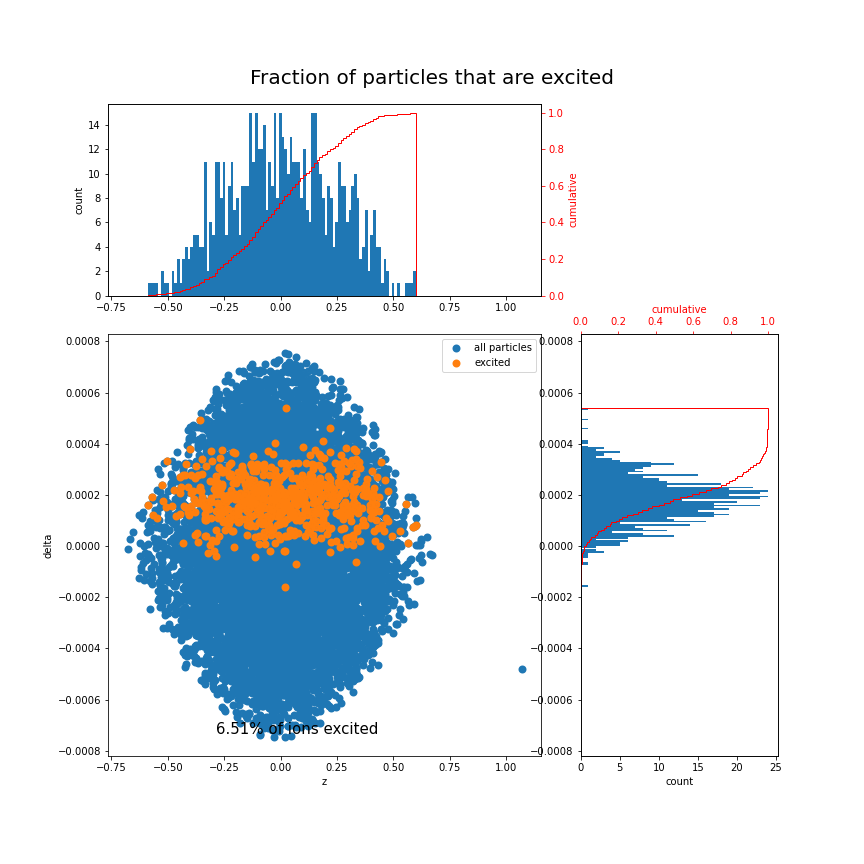 Fraction of particles that are excited
14
12
10
8
6
4
2
0
count
−0.75 −0.50 −0.25 0.00 0.25 0.50 0.75 1.00
1.0
0.8
0.6
0.4
0.2
0.0
cumulative
0.0008
0.0006
0.0004
0.0002
0.0000
−0.0002
−0.0004
−0.0006
−0.0008
delta
all particles
excited
6.51% of ions excited
−0.75 −0.50 −0.25 0.00 0.25 0.50 0.75 1.00
z
cumulative
0.0 0.2 0.4 0.6 0.8 1.0
0.0008
0.0006
0.0004
0.0002
0.0000
−0.0002
−0.0004
−0.0006
−0.0008
0 5 10 15 20 25
count